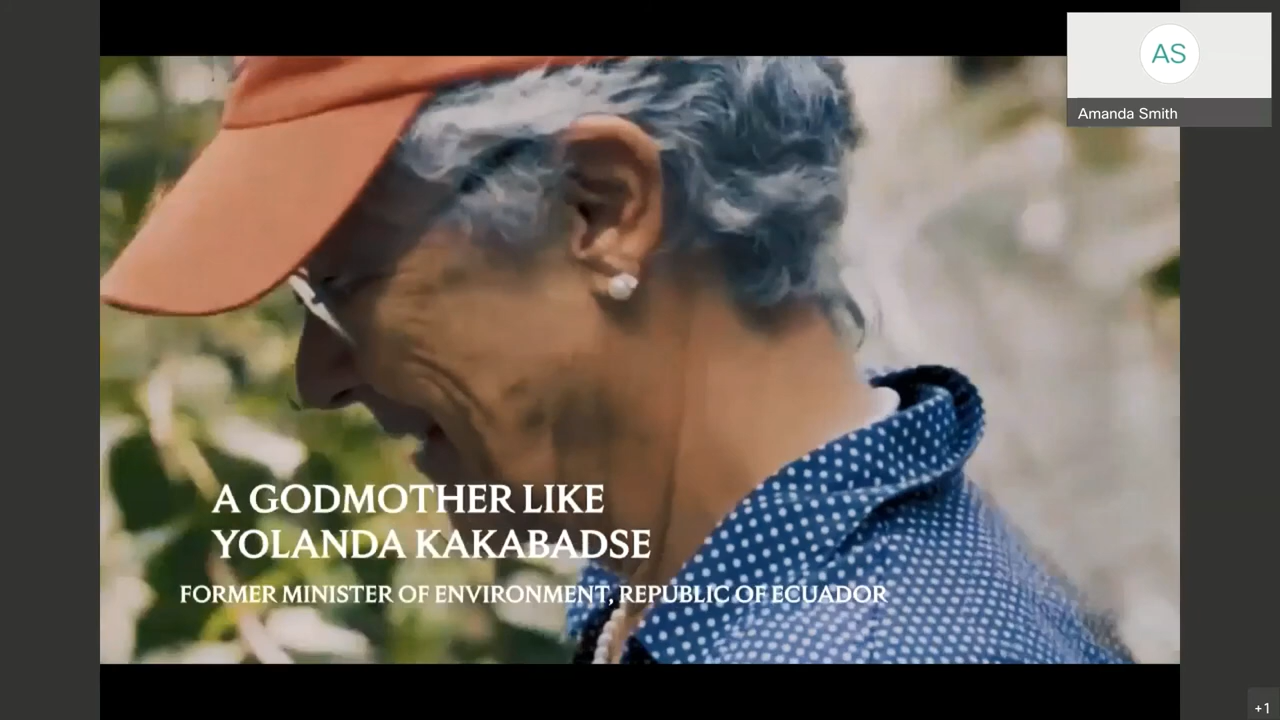 AS
Amanda Smith
A GODMOTHER LIKE
YOLANDA KAKABADSE
FORMER MINISTER OF ENVIRONMENT, REPUBLIC OF ECUADOR
+1